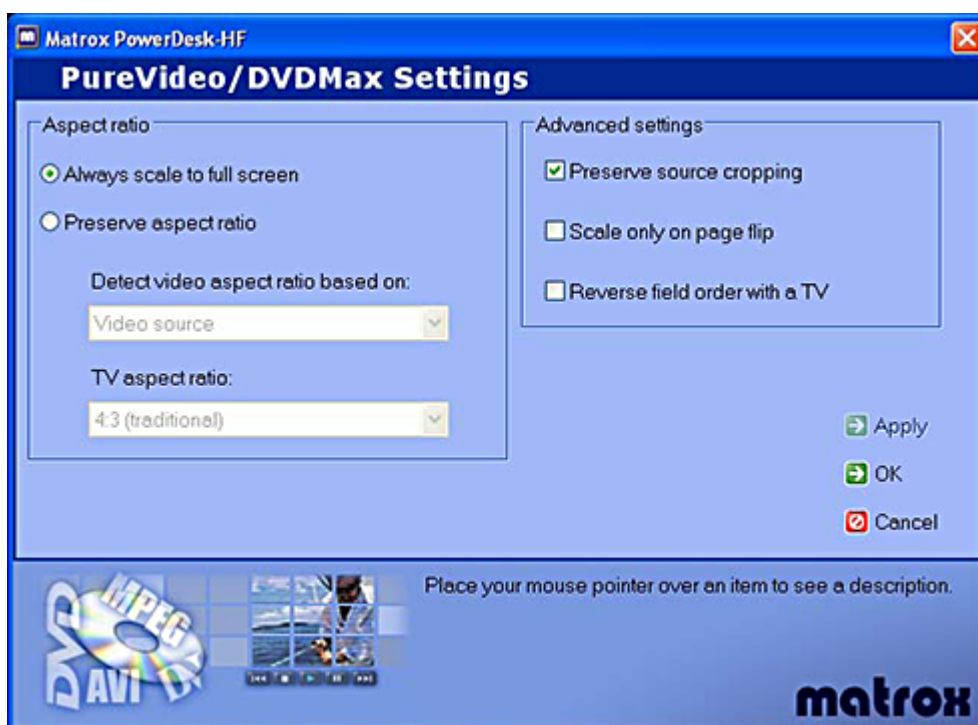 Matrox PowerDesk-HF
PureVideo/DVDMax Settings
Aspect ratio
Always scale to full screen
Preserve aspect ratio
Detect video aspect ratio based on:
Video source
TV aspect ratio:
4:3 (traditional)
Advanced settings
Preserve source cropping
Scale only on page flip
Reverse field order with a TV
Apply
OK
Cancel
DVD
MPEG
AVI
Place your mouse pointer over an item to see a description.
matrox